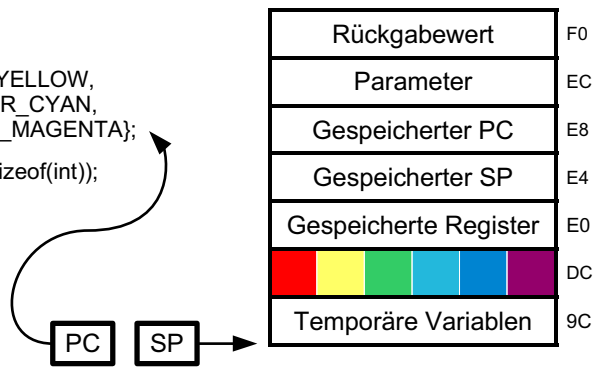 YELLOW,
R_CYAN,
_MAGENTA};
izeof(int));
PC
SP
Rückgabewert F0
Parameter EC
Gespeicherter PC E8
Gespeicherter SP E4
Gespeicherte Register E0
DC
Temporäre Variablen 9C